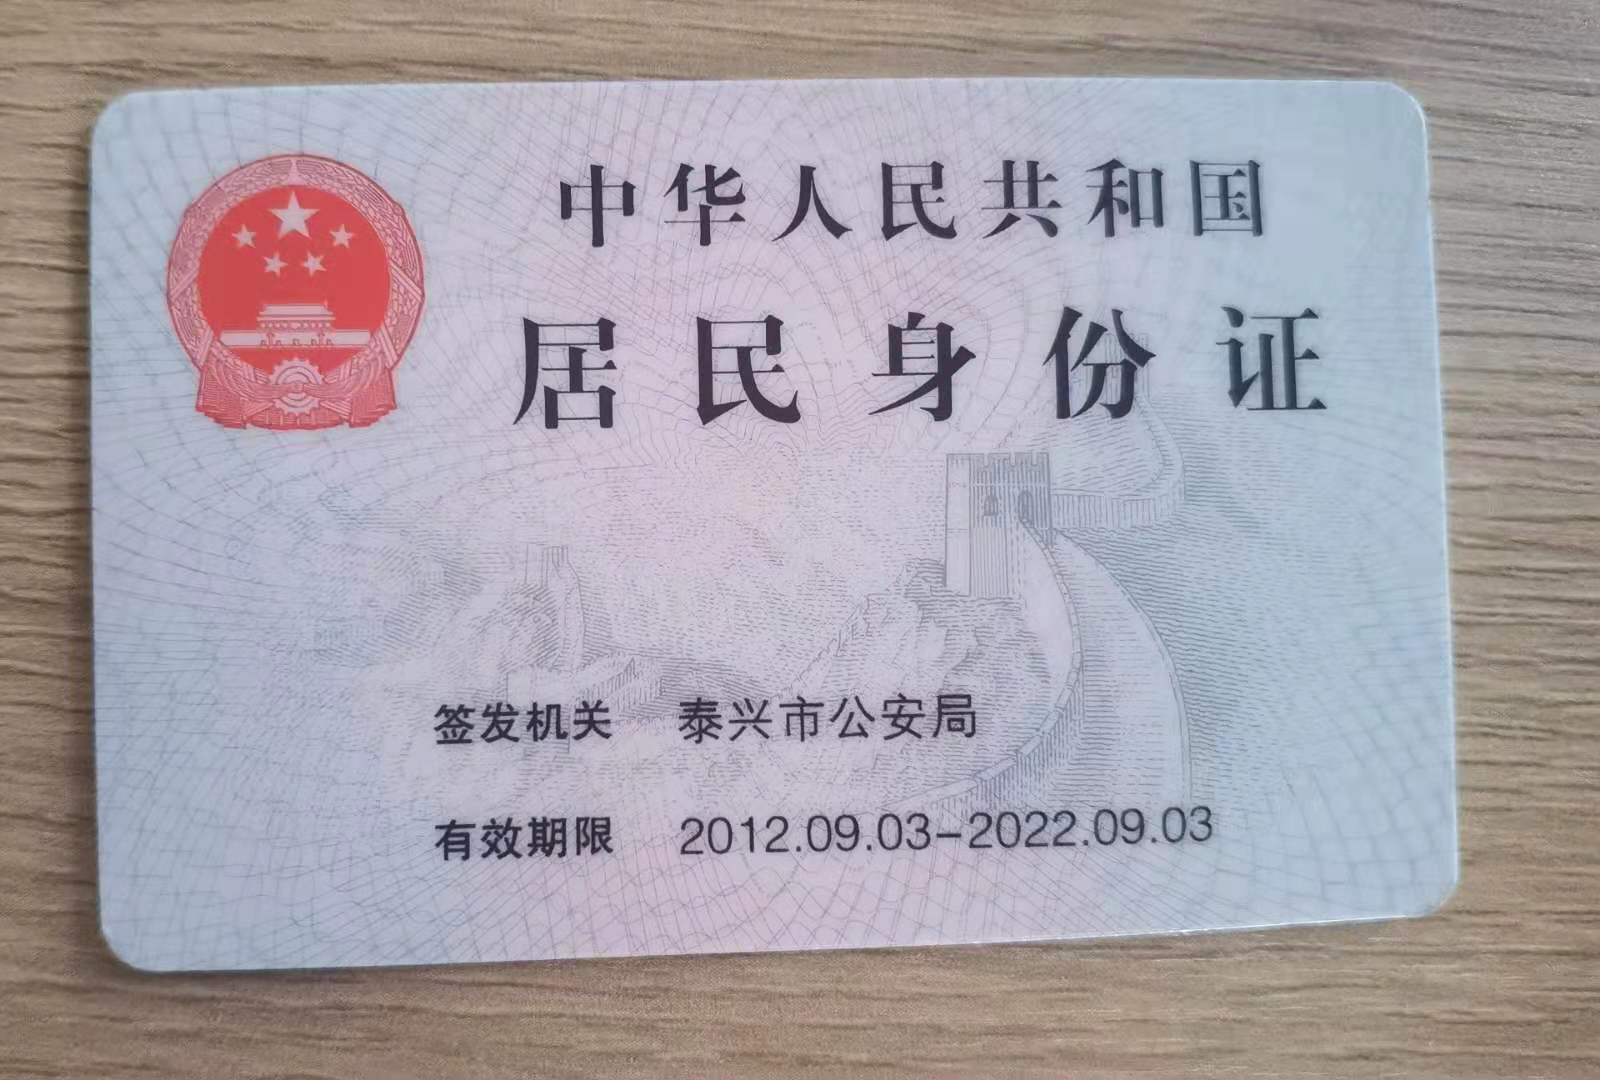 中华人民共和国
居民身份证
签发机关 泰兴市公安局
有效期限 2012.09.03-2022.09.03